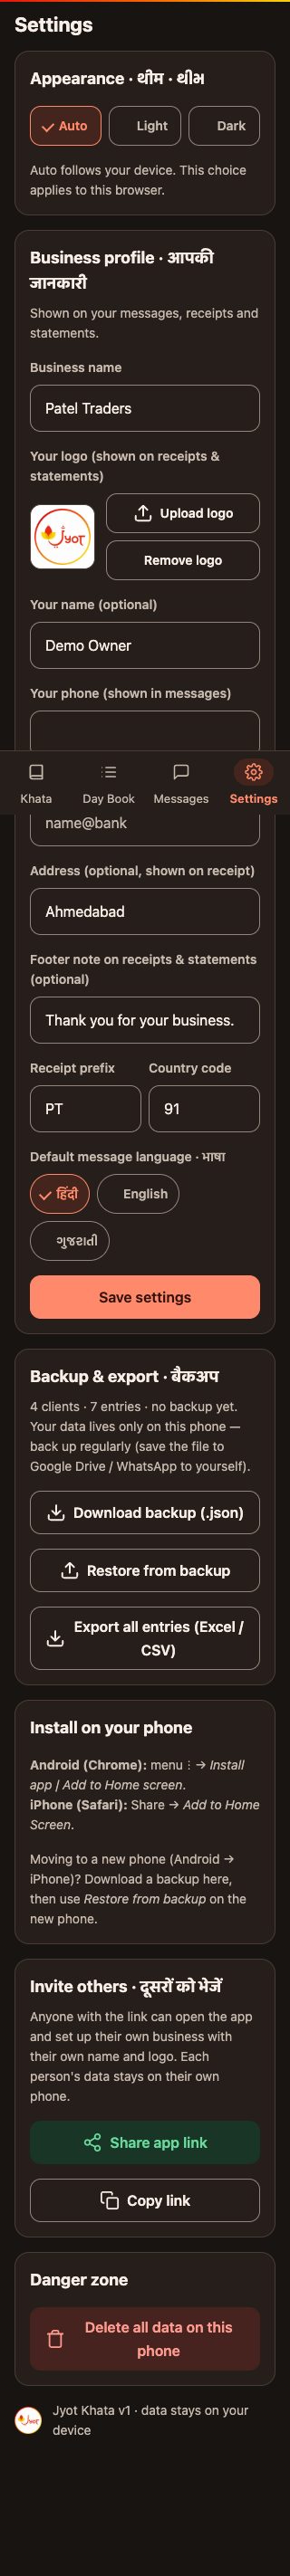 Settings
Appearance · थीम · थीभ
Auto
Light
Dark
Auto follows your device. This choice
applies to this browser.
Business profile · आपकी
जानकारी
Shown on your messages, receipts and
statements.
Business name
Patel Traders
Your logo (shown on receipts &
statements)
Jyot
Upload logo
Remove logo
Your name (optional)
Demo Owner
Your phone (shown in messages)
Khata
Day Book
Messages
Settings
name@bank
Address (optional, shown on receipt)
Ahmedabad
Footer note on receipts & statements
(optional)
Thank you for your business.
Receipt prefix
Country code
PT
91
Default message language · भाषा
हिंदी
English
ગુજરાતી
Save settings
Backup & export · बैकअप
4 clients · 7 entries · no backup yet.
Your data lives only on this phone —
back up regularly (save the file to
Google Drive / WhatsApp to yourself).
Download backup (.json)
Restore from backup
Export all entries (Excel /
CSV)
Install on your phone
Android (Chrome): menu ⋮ → Install
app / Add to Home screen.
iPhone (Safari): Share → Add to Home
Screen.
Moving to a new phone (Android →
iPhone)? Download a backup here,
then use Restore from backup on the
new phone.
Invite others · दूसरों को भेजें
Anyone with the link can open the app
and set up their own business with
their own name and logo. Each
person's data stays on their own
phone.
Share app link
Copy link
Danger zone
Delete all data on this
phone
Jyot
Jyot Khata v1 · data stays on your
device